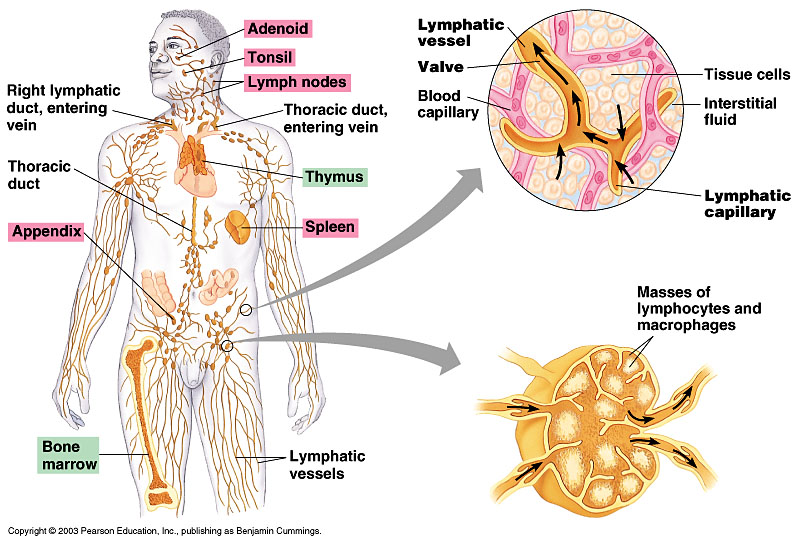 Adenoid
Tonsil
Lymph nodes
Right lymphatic
duct, entering
vein
Thoracic duct,
entering vein
Thoracic
duct
Thymus
Appendix
Spleen
Bone
marrow
Lymphatic
vessels
Lymphatic
vessel
Valve
Blood
capillary
Tissue cells
Interstitial
fluid
Lymphatic
capillary
Masses of
lymphocytes and
macrophages
Copyright © 2003 Pearson Education, Inc., publishing as Benjamin Cummings.